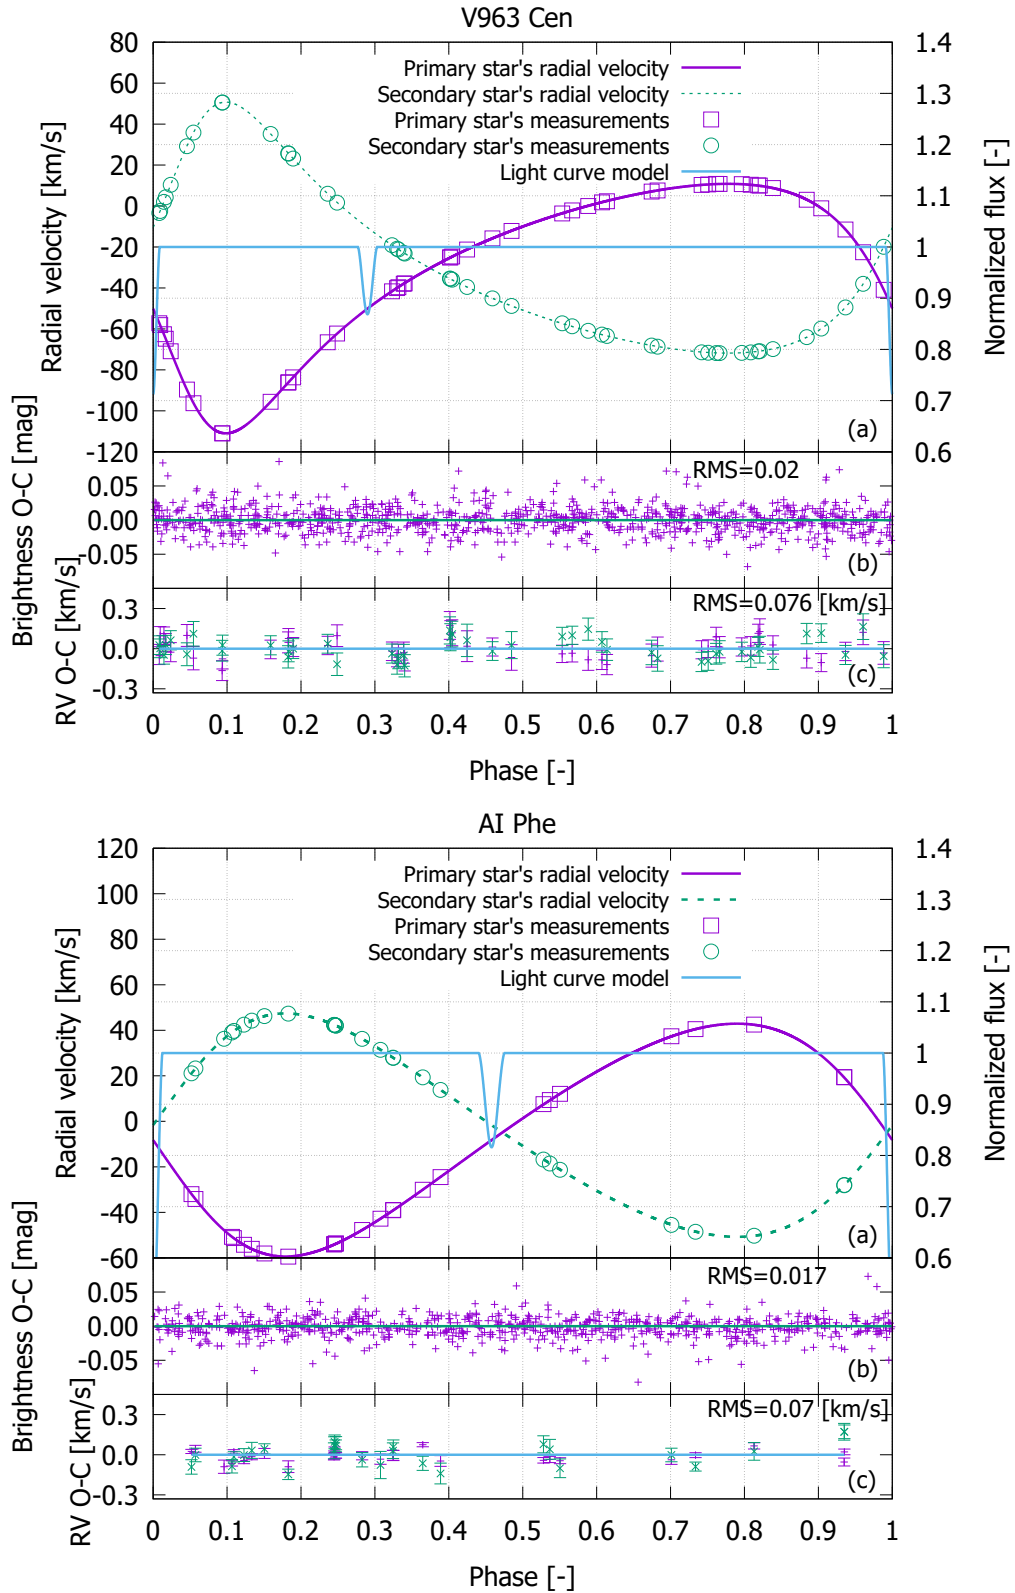 V963 Cen
80
60
40
20
0
-20
-40
-60
-80
-100
-120
Radial velocity [km/s]
Primary star's radial velocity
Secondary star's radial velocity
Primary star's measurements
Secondary star's measurements
Light curve model
1.4
1.3
1.2
1.1
1
0.9
0.8
0.7
0.6
Normalized flux [-]
(a)
Brightness O-C [mag]
0.05
0.00
-0.05
RMS=0.02
(b)
RV O-C [km/s]
0.3
0.0
-0.3
RMS=0.076 [km/s]
(c)
0 0.1 0.2 0.3 0.4 0.5 0.6 0.7 0.8 0.9 1
Phase [-]
AI Phe
120
100
80
60
40
20
0
-20
-40
-60
Radial velocity [km/s]
Primary star's radial velocity
Secondary star's radial velocity
Primary star's measurements
Secondary star's measurements
Light curve model
1.4
1.3
1.2
1.1
1
0.9
0.8
0.7
0.6
Normalized flux [-]
(a)
Brightness O-C [mag]
0.05
0.00
-0.05
RMS=0.017
(b)
RV O-C [km/s]
0.3
0.0
-0.3
RMS=0.07 [km/s]
(c)
0 0.1 0.2 0.3 0.4 0.5 0.6 0.7 0.8 0.9 1
Phase [-]